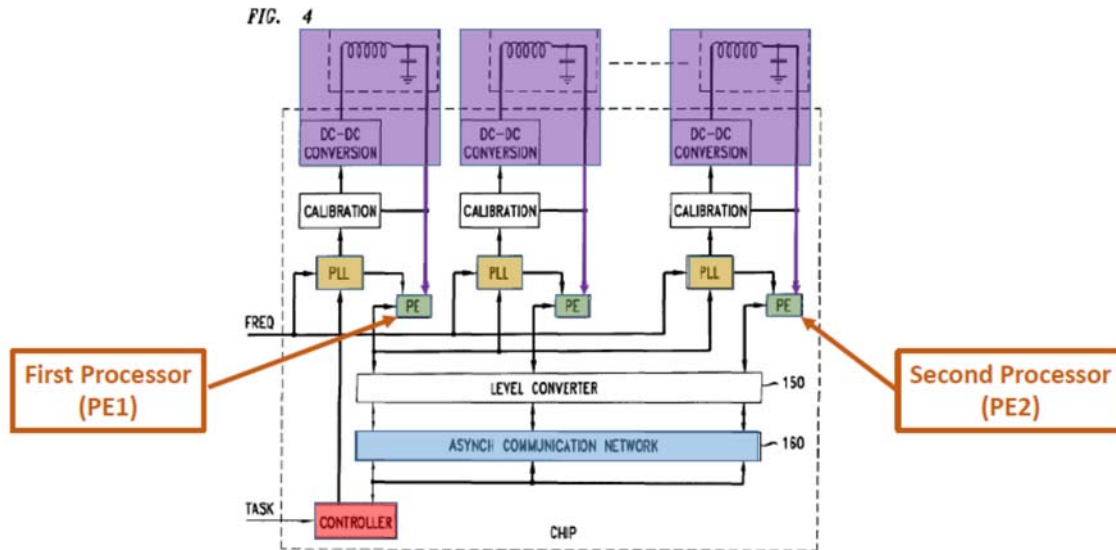 FIG. 4
DC-DC CONVERSION
DC-DC CONVERSION
DC-DC CONVERSION
CALIBRATION
CALIBRATION
CALIBRATION
PLL
PLL
PLL
PE
PE
PE
FREQ
First Processor
(PE1)
Second Processor
(PE2)
LEVEL CONVERTER
150
ASYNCH COMMUNICATION NETWORK
160
TASK
CONTROLLER
CHIP